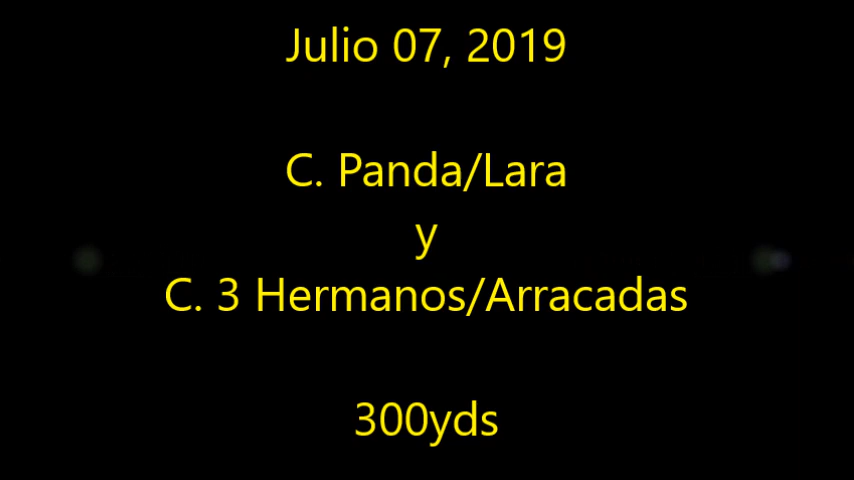 Julio 07, 2019
C. Panda/Lara
y
C. 3 Hermanos/Arracadas
300yds